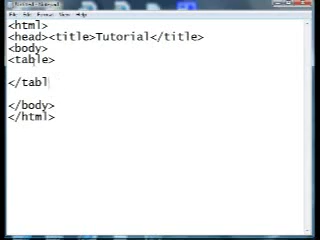 <html>
<head><title>Tutorial</title>
<body>
<table>
</tabl
</body>
</html>